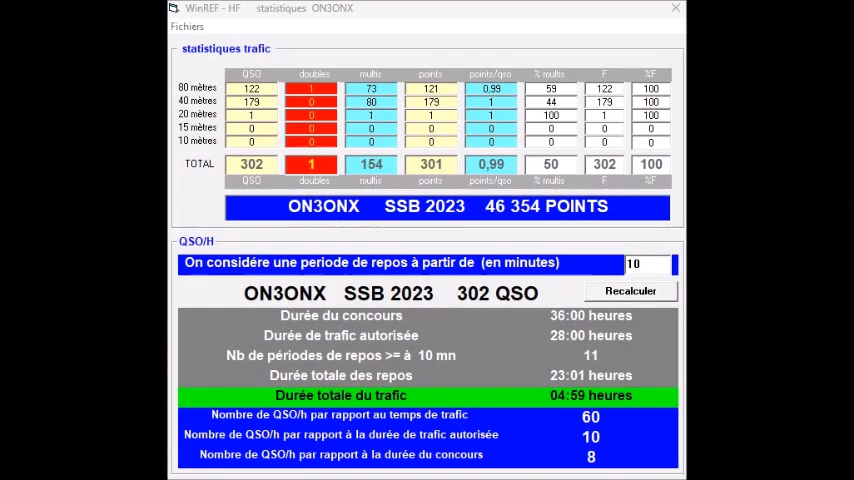 WinREF - HF statistiques ON3ONX
Fichiers
statistiques trafic
QSO doubles multis points points/qso % multis F %F
80 mètres 122 1 73 121 0,99 59 122 100
40 mètres 179 0 80 179 1 44 179 100
20 mètres 1 0 1 1 1 100 1 100
15 mètres 0 0 0 0 0 0 0 0
10 mètres 0 0 0 0 0 0 0 0
TOTAL 302 1 154 301 0,99 50 302 100
QSO doubles multis points points/qso % multis F %F
ON3ONX SSB 2023 46 354 POINTS
QSO/H
On considére une periode de repos à partir de (en minutes) 10
ON3ONX SSB 2023 302 QSO Recalculer
Durée du concours 36:00 heures
Durée de trafic autorisée 28:00 heures
Nb de périodes de repos >= à 10 mn 11
Durée totale des repos 23:01 heures
Durée totale du trafic 04:59 heures
Nombre de QSO/h par rapport au temps de trafic 60
Nombre de QSO/h par rapport à la durée de trafic autorisée 10
Nombre de QSO/h par rapport à la durée du concours 8